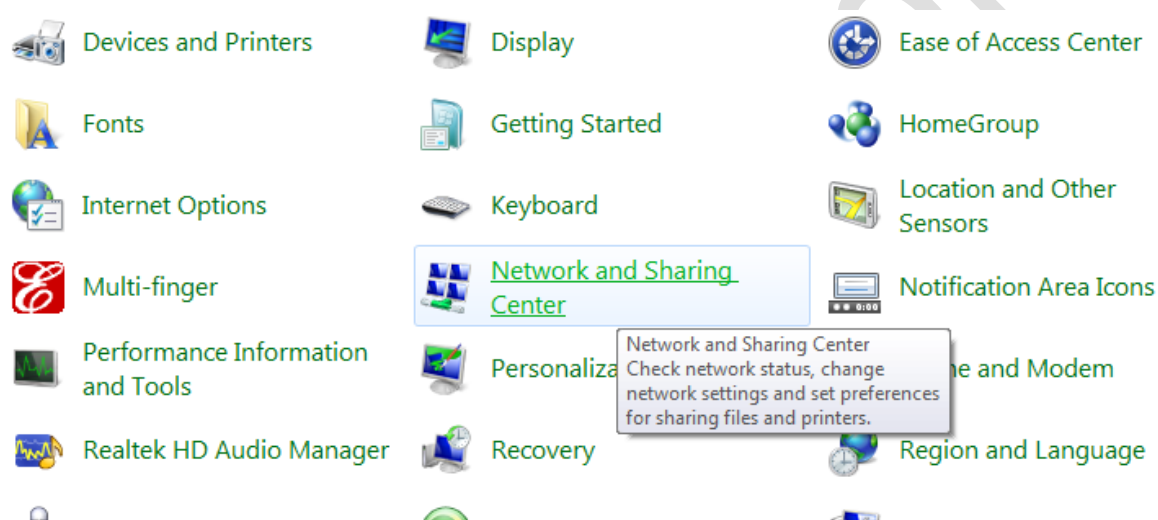 Devices and Printers
Display
Ease of Access Center
Fonts
Getting Started
HomeGroup
Internet Options
Keyboard
Location and Other
Sensors
Multi-finger
Network and Sharing
Center
Notification Area Icons
0:00
Performance Information
and Tools
Personaliza
Network and Sharing Center
Check network status, change
network settings and set preferences
for sharing files and printers.
e and Modem
Realtek HD Audio Manager
Recovery
Region and Language